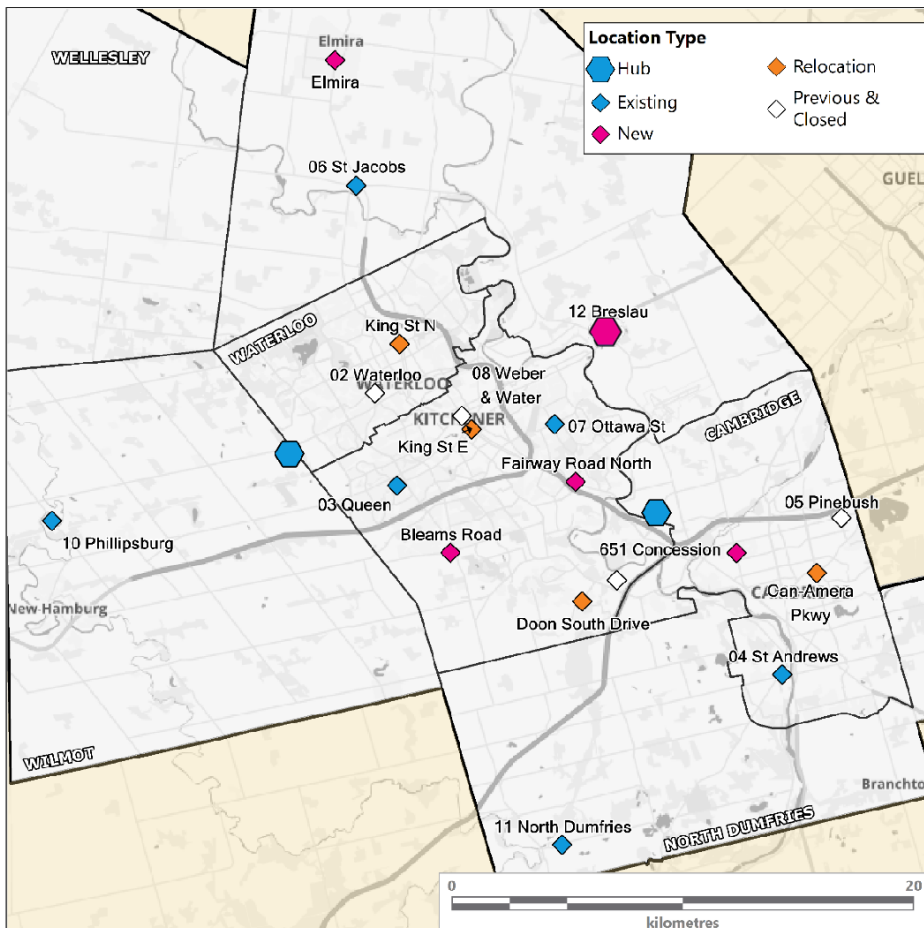 Elmira
WELLESLEY
Elmira
Location Type
Hub
Existing
New
Relocation
Previous &
Closed
06 St Jacobs
GUEL
12 Breslau
WATERLOO
King St N
02 Waterloo
WATERLOO
08 Weber
& Water
KITCHENER
King St E
07 Ottawa St
CAMBRIDGE
Fairway Road North
03 Queen
05 Pinebush
10 Phillipsburg
Bleams Road
651 Concession
Can-Amera
Pkwy
New Hamburg
Doon South Drive
04 St Andrews
WILMOT
Branchto
11 North Dumfries
NORTH DUMFRIES
0
20
kilometres